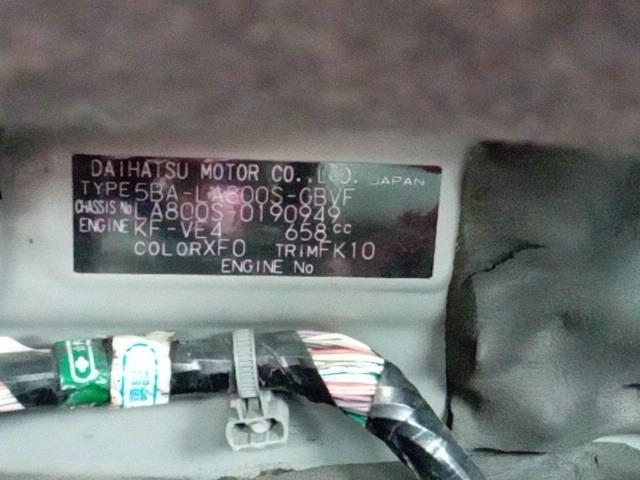 DAIHATSU MOTOR CO.,LTD. JAPAN
TYPE 5BA-LA800S-GBVF
CHASSIS No LA800S-0190949
ENGINE KF-VE4 658cc
COLOR XF0 TRIM FK10
ENGINE No